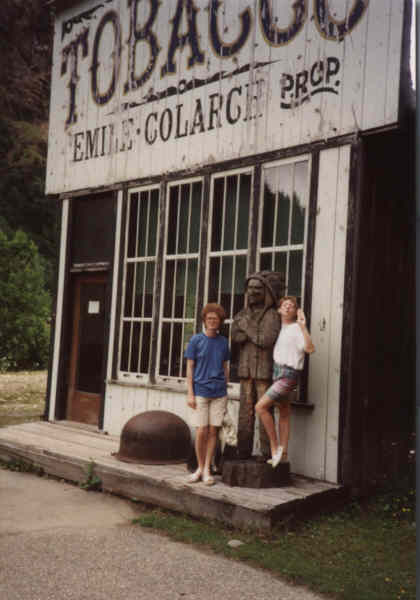 TOBACCO
EMILE · COLARCH PROP.